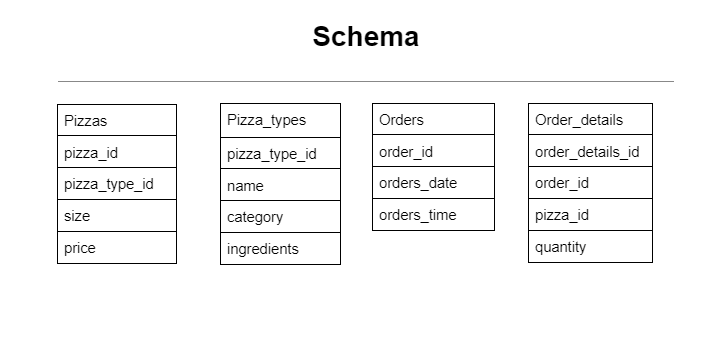 Schema
Pizzas
pizza_id
pizza_type_id
size
price
Pizza_types
pizza_type_id
name
category
ingredients
Orders
order_id
orders_date
orders_time
Order_details
order_details_id
order_id
pizza_id
quantity